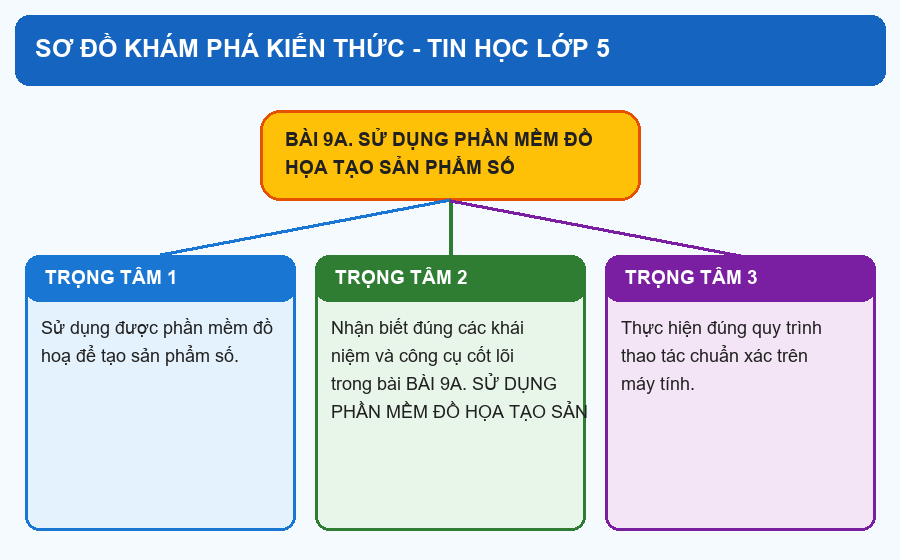 SƠ ĐỒ KHÁM PHÁ KIẾN THỨC - TIN HỌC LỚP 5
BÀI 9A. SỬ DỤNG PHẦN MỀM ĐỒ
HỌA TẠO SẢN PHẨM SỐ
TRỌNG TÂM 1
Sử dụng được phần mềm đồ
hoạ để tạo sản phẩm số.
TRỌNG TÂM 2
Nhận biết đúng các khái
niệm và công cụ cốt lõi
trong bài BÀI 9A. SỬ DỤNG
PHẦN MỀM ĐỒ HỌA TẠO SẢN
TRỌNG TÂM 3
Thực hiện đúng quy trình
thao tác chuẩn xác trên
máy tính.